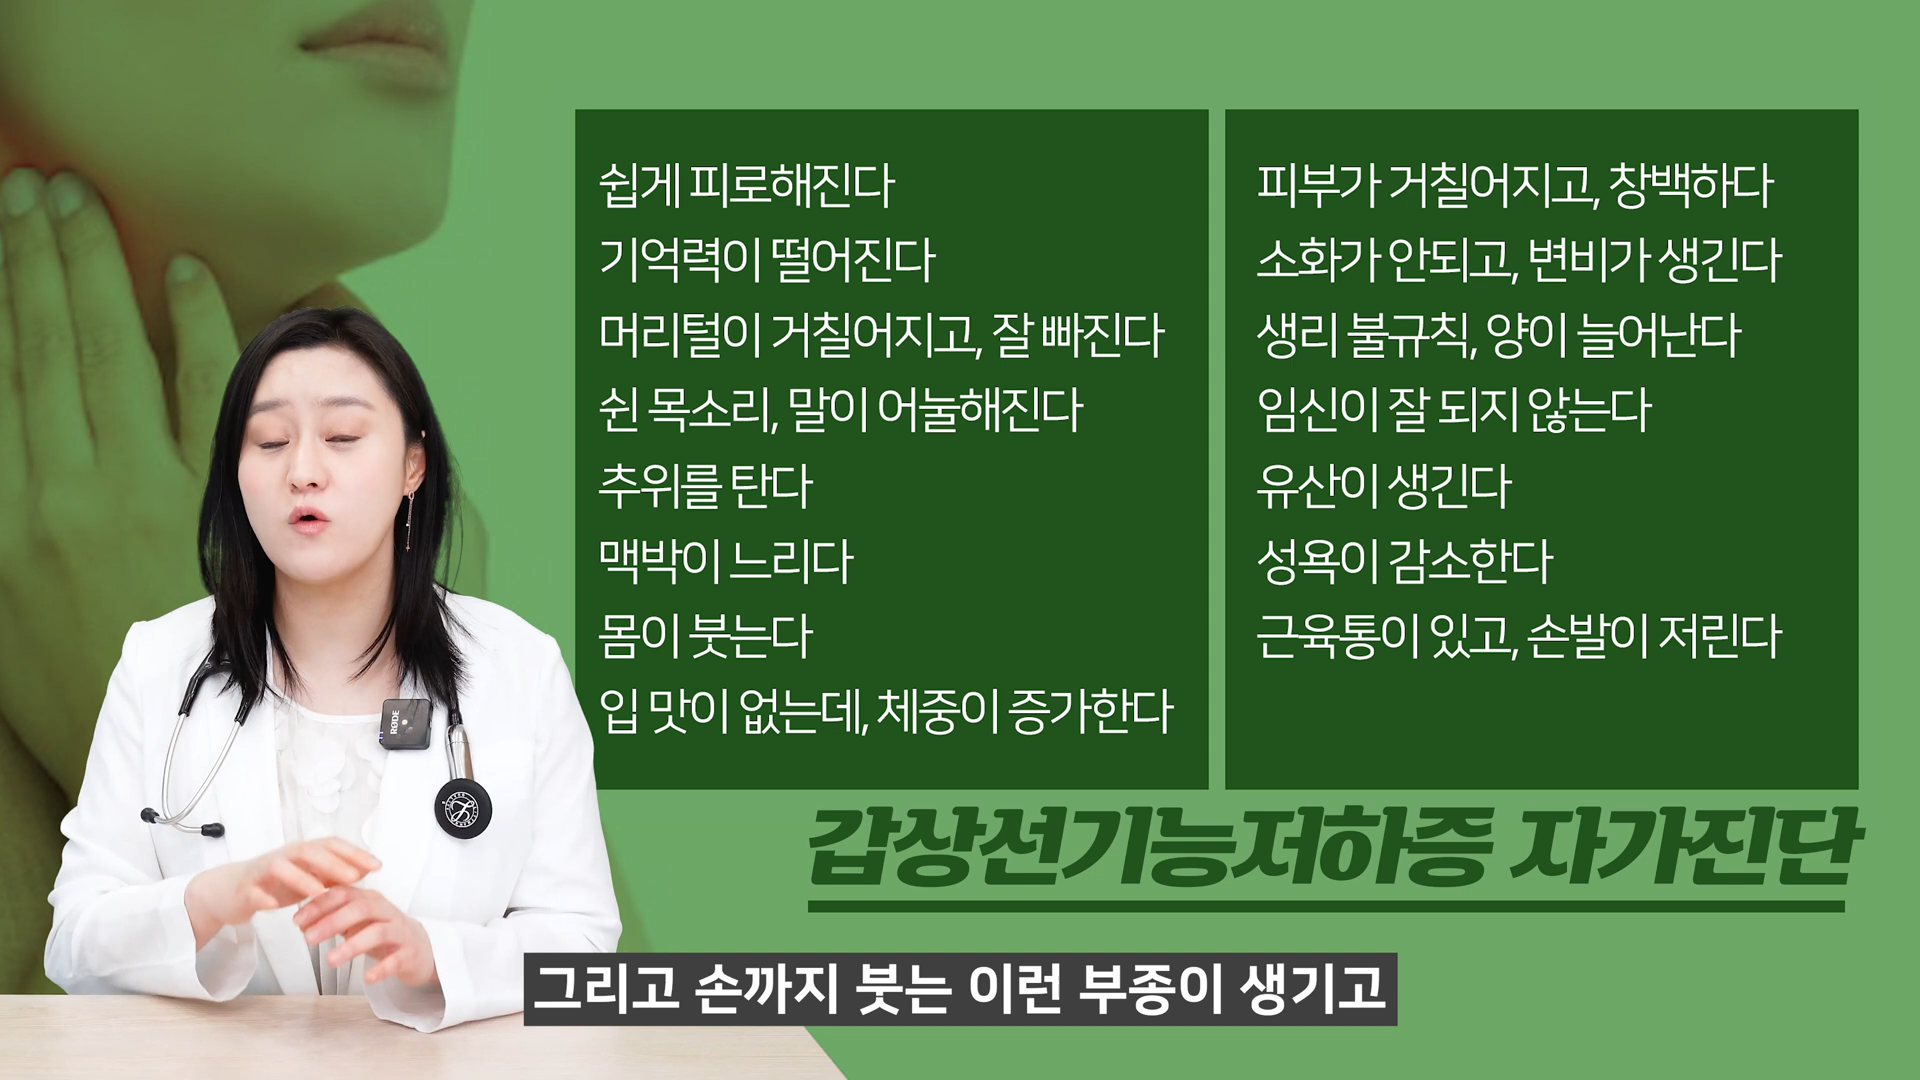 쉽게 피로해진다
기억력이 떨어진다
머리털이 거칠어지고, 잘 빠진다
쉰 목소리, 말이 어눌해진다
추위를 탄다
맥박이 느리다
몸이 붓는다
입 맛이 없는데, 체중이 증가한다
피부가 거칠어지고, 창백하다
소화가 안되고, 변비가 생긴다
생리 불규칙, 양이 늘어난다
임신이 잘 되지 않는다
유산이 생긴다
성욕이 감소한다
근육통이 있고, 손발이 저린다
갑상선기능저하증 자가진단
RØDE
그리고 손까지 붓는 이런 부종이 생기고